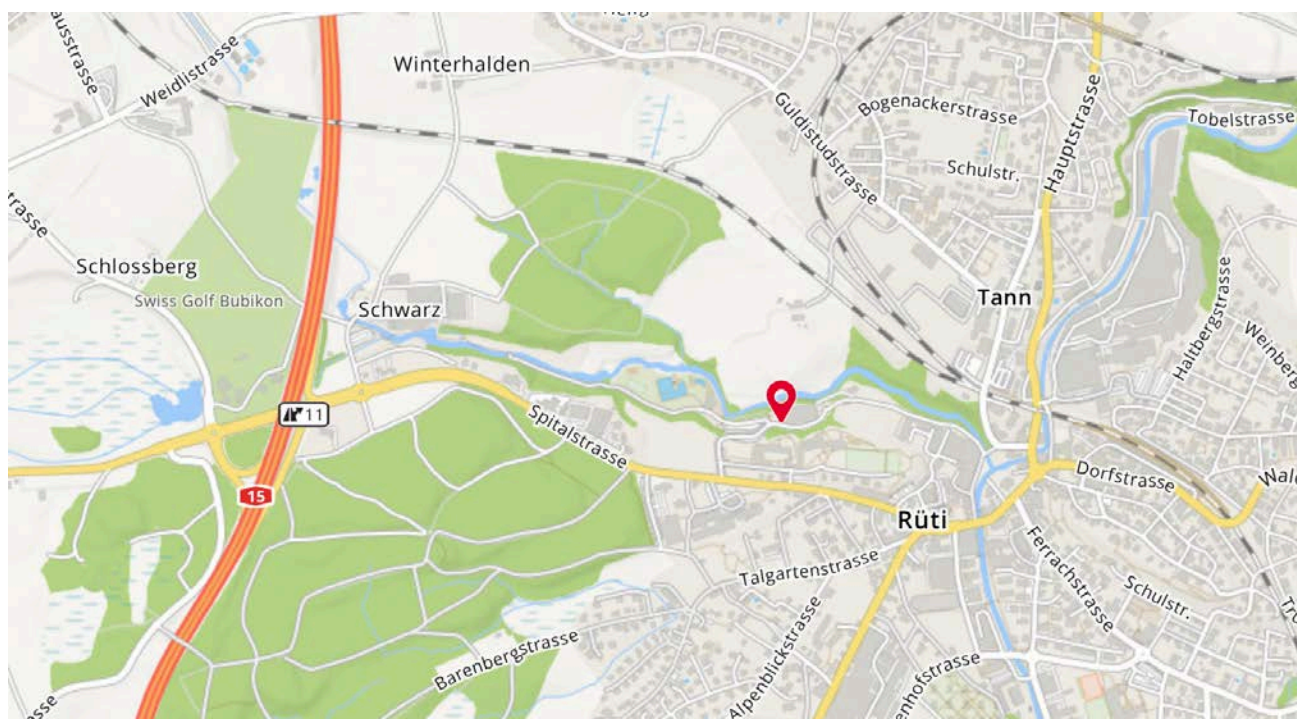 Winterhalden
Weidlistrasse
Guldistudstrasse
Bogenackerstrasse
Hauptstrasse
Tobelstrasse
Schulstr.
Schlossberg
Swiss Golf Bubikon
Schwarz
Tann
Haltbergstrasse
11
Spitalstrasse
15
Dorfstrasse
Rüti
Talgartenstrasse
Ferrachstrasse
Schulstr.
Barenbergstrasse
Alpenblickstrasse